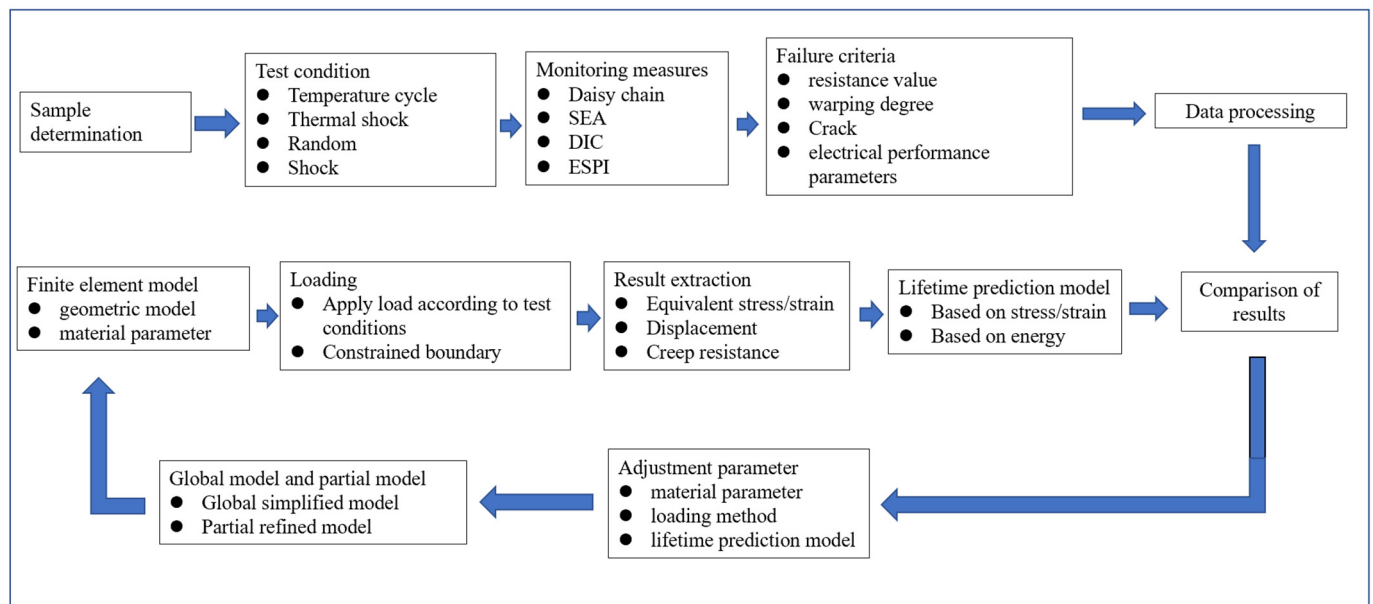 Sample
determination
Test condition
● Temperature cycle
● Thermal shock
● Random
● Shock
Monitoring measures
● Daisy chain
● SEA
● DIC
● ESPI
Failure criteria
● resistance value
● warping degree
● Crack
● electrical performance
parameters
Data processing
Finite element model
● geometric model
● material parameter
Loading
● Apply load according to test
conditions
● Constrained boundary
Result extraction
● Equivalent stress/strain
● Displacement
● Creep resistance
Lifetime prediction model
● Based on stress/strain
● Based on energy
Comparison of
results
Adjustment parameter
● material parameter
● loading method
● lifetime prediction model
Global model and partial model
● Global simplified model
● Partial refined model